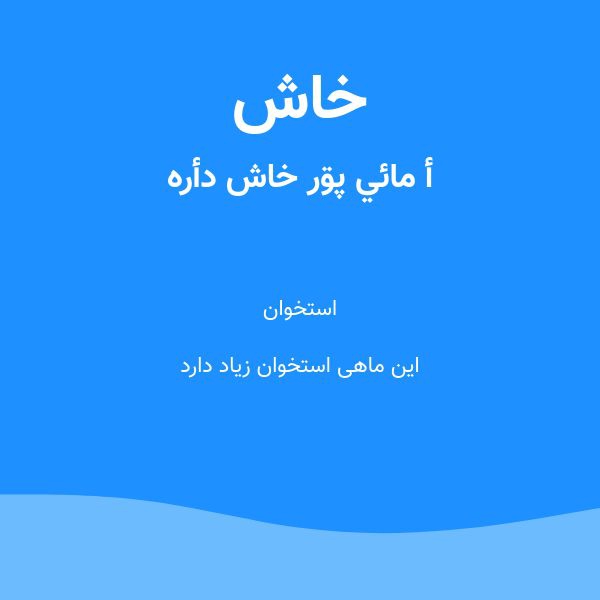 خاش
أ مائي پۊر خاش دأره
استخوان
این ماهی استخوان زیاد دارد